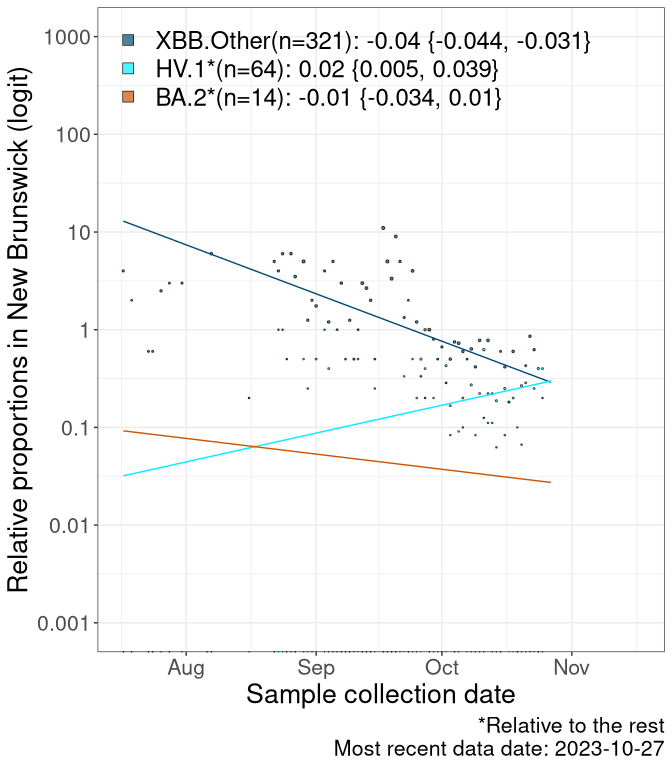 XBB.Other(n=321): -0.04 {-0.044, -0.031}
HV.1*(n=64): 0.02 {0.005, 0.039}
BA.2*(n=14): -0.01 {-0.034, 0.01}
Relative proportions in New Brunswick (logit)
1000
100
10
1
0.1
0.01
0.001
Aug Sep Oct Nov
Sample collection date
*Relative to the rest
Most recent data date: 2023-10-27